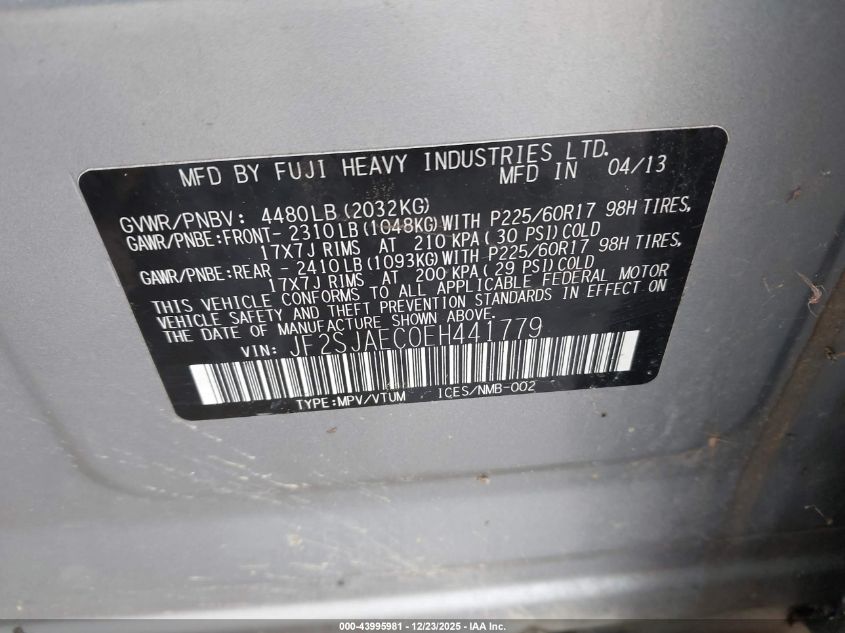 MFD BY FUJI HEAVY INDUSTRIES LTD.
MFD IN 04/13
GVWR/PNBV: 4480LB(2032KG)
GAWR/PNBE:FRONT-2310LB(1048KG)WITH P225/60R17 98H TIRES,
17X7J RIMS AT 210 KPA(30 PSI)COLD
GAWR/PNBE:REAR -2410LB(1093KG)WITH P225/60R17 98H TIRES,
17X7J RIMS AT 200 KPA(29 PSI)COLD
THIS VEHICLE CONFORMS TO ALL APPLICABLE FEDERAL MOTOR
VEHICLE SAFETY AND THEFT PREVENTION STANDARDS IN EFFECT ON
THE DATE OF MANUFACTURE SHOWN ABOVE.
VIN: JF2SJAEC0EH441779
TYPE:MPV/VTUM ICES/NMB-002
000-43995981 - 12/23/2025 - IAA Inc.